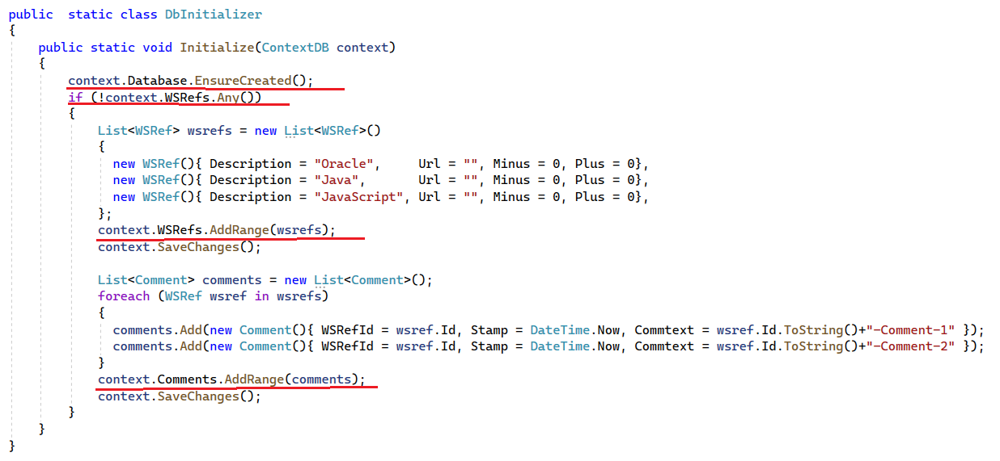 public  static class DbInitializer
{
    public static void Initialize(ContextDB context)
    {
        context.Database.EnsureCreated();
        if (!context.WSRefs.Any())
        {
            List<WSRef> wsrefs = new List<WSRef>()
            {
              new WSRef(){ Description = "Oracle",     Url = "", Minus = 0, Plus = 0},
              new WSRef(){ Description = "Java",       Url = "", Minus = 0, Plus = 0},
              new WSRef(){ Description = "JavaScript", Url = "", Minus = 0, Plus = 0},
            };
            context.WSRefs.AddRange(wsrefs);
            context.SaveChanges();

            List<Comment> comments = new List<Comment>();
            foreach (WSRef wsref in wsrefs)
            {
              comments.Add(new Comment(){ WSRefId = wsref.Id, Stamp = DateTime.Now, Commtext = wsref.Id.ToString()+"-Comment-1" });
              comments.Add(new Comment(){ WSRefId = wsref.Id, Stamp = DateTime.Now, Commtext = wsref.Id.ToString()+"-Comment-2" });
            }
            context.Comments.AddRange(comments);
            context.SaveChanges();
        }
    }
}